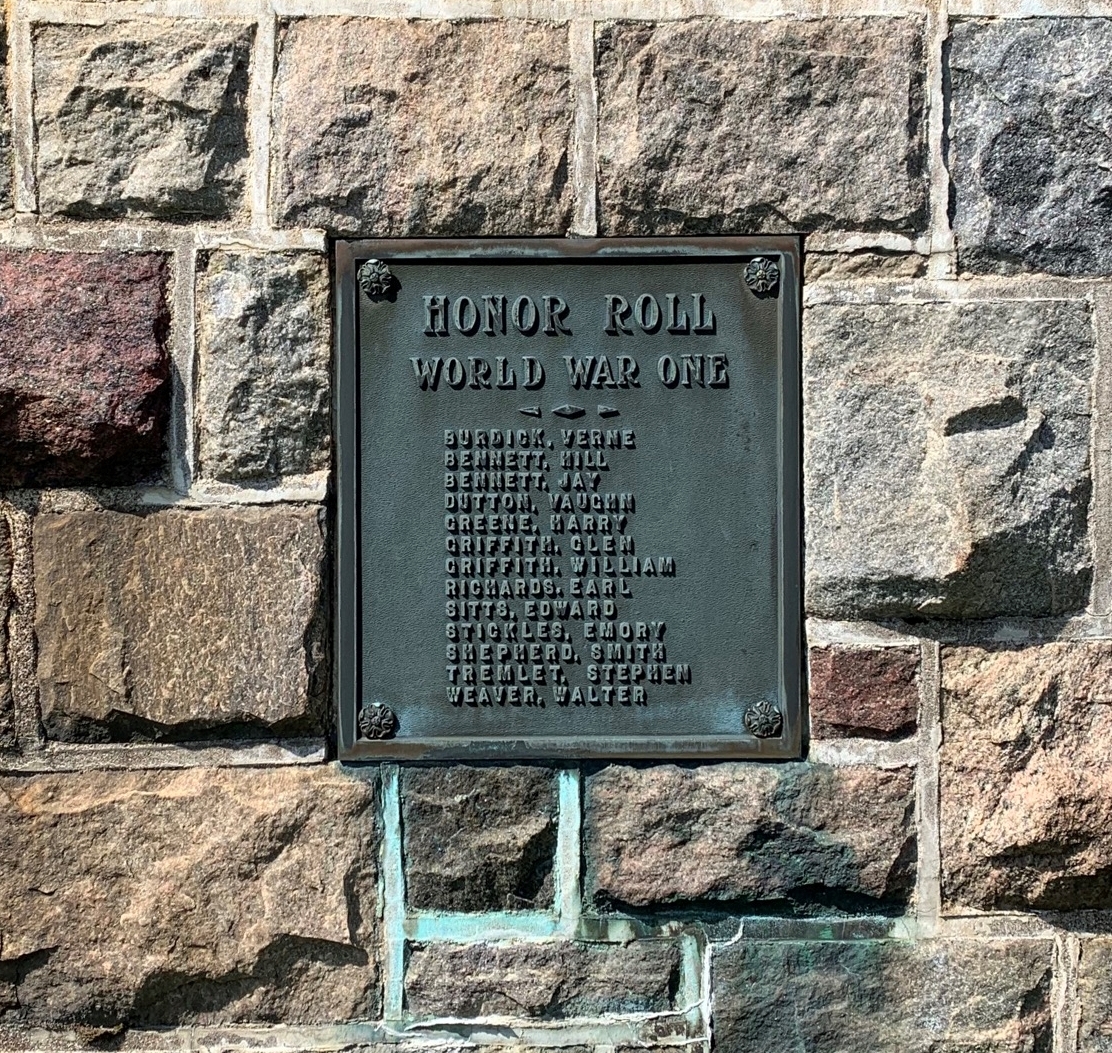 HONOR ROLL
WORLD WAR ONE
BURDICK, VERNE
BENNETT, HILL
BENNETT, JAY
DUTTON, VAUGHN
GREENE, HARRY
GRIFFITH, GLEN
GRIFFITH, WILLIAM
RICHARDS, EARL
SITTS, EDWARD
STICKLES, EMORY
SHEPHERD, SMITH
TREMLET, STEPHEN
WEAVER, WALTER